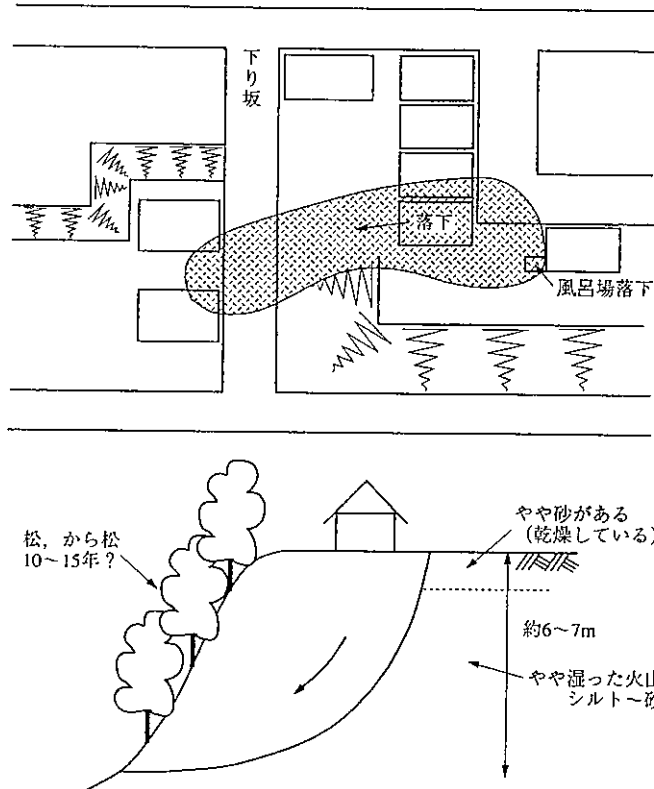 下り坂
落下
風呂場落下
松，から松
10～15年？
やや砂がある
（乾燥している）
約6～7m
やや湿った火山
シルト～砂